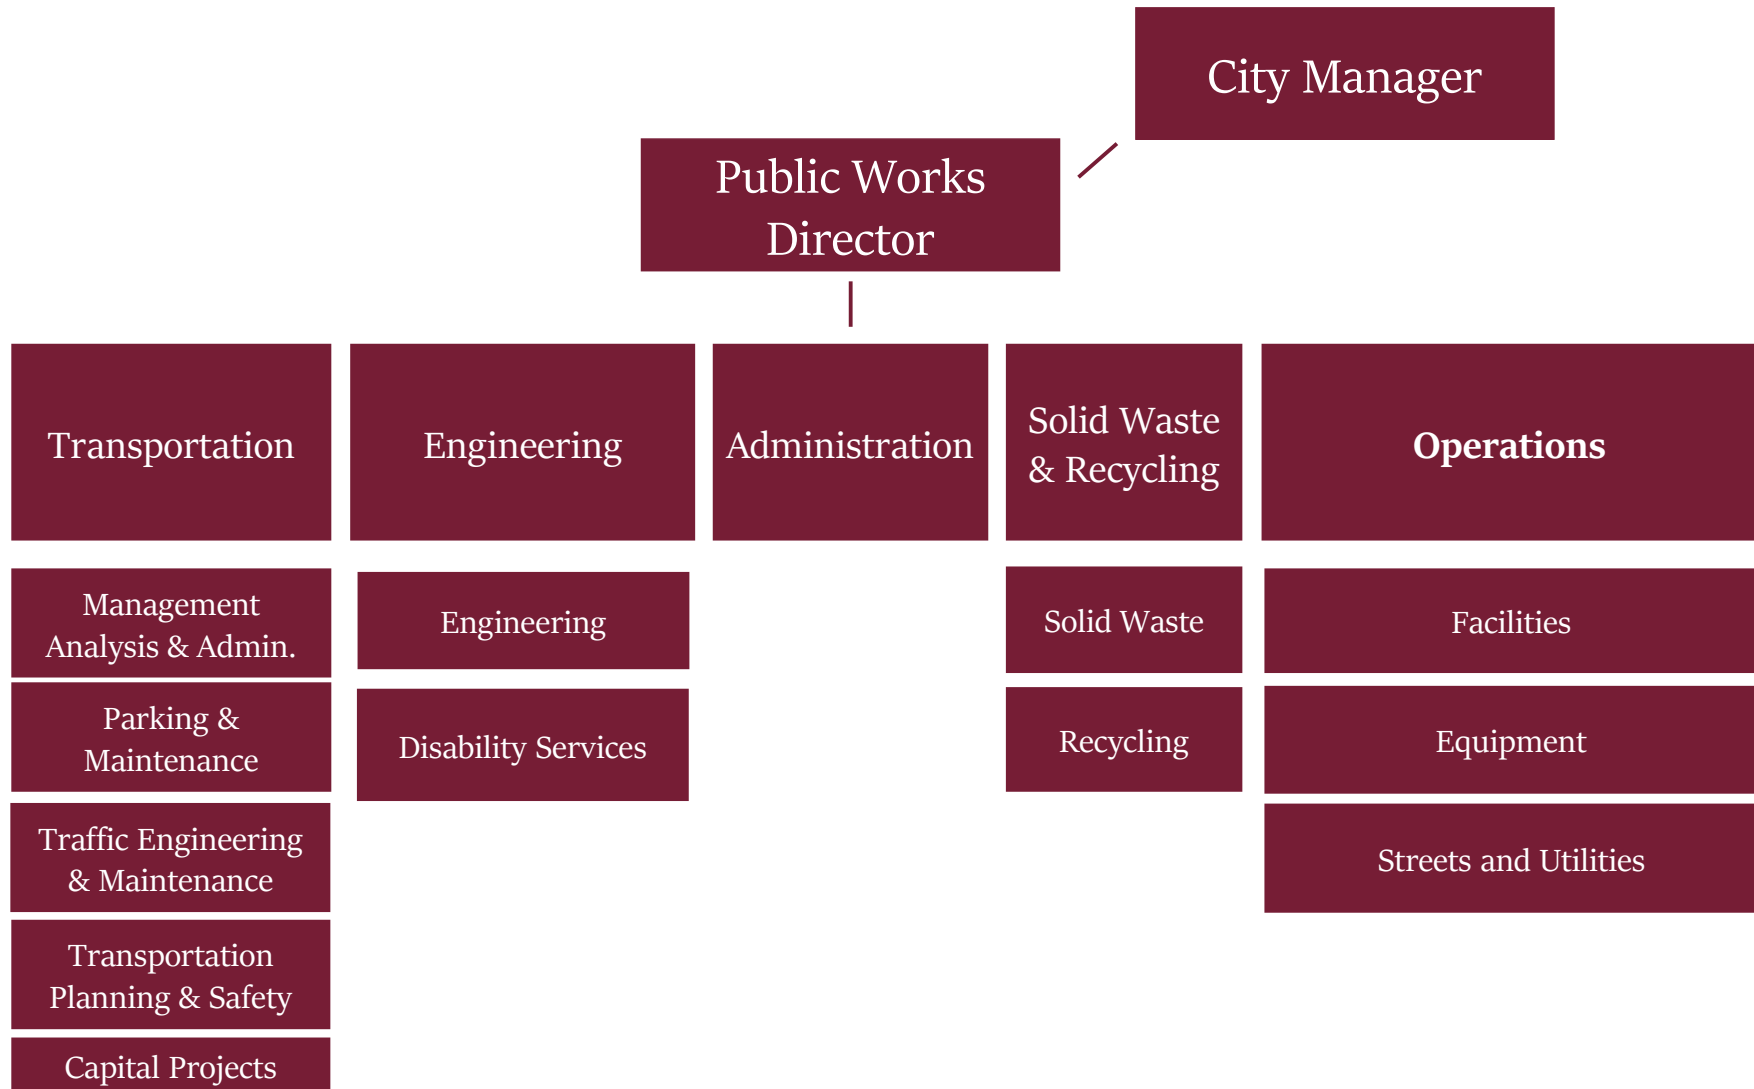 City Manager
Public Works
Director
Transportation
Engineering
Administration
Solid Waste
& Recycling
Operations
Management
Analysis & Admin.
Parking &
Maintenance
Traffic Engineering
& Maintenance
Transportation
Planning & Safety
Capital Projects
Engineering
Disability Services
Solid Waste
Recycling
Facilities
Equipment
Streets and Utilities